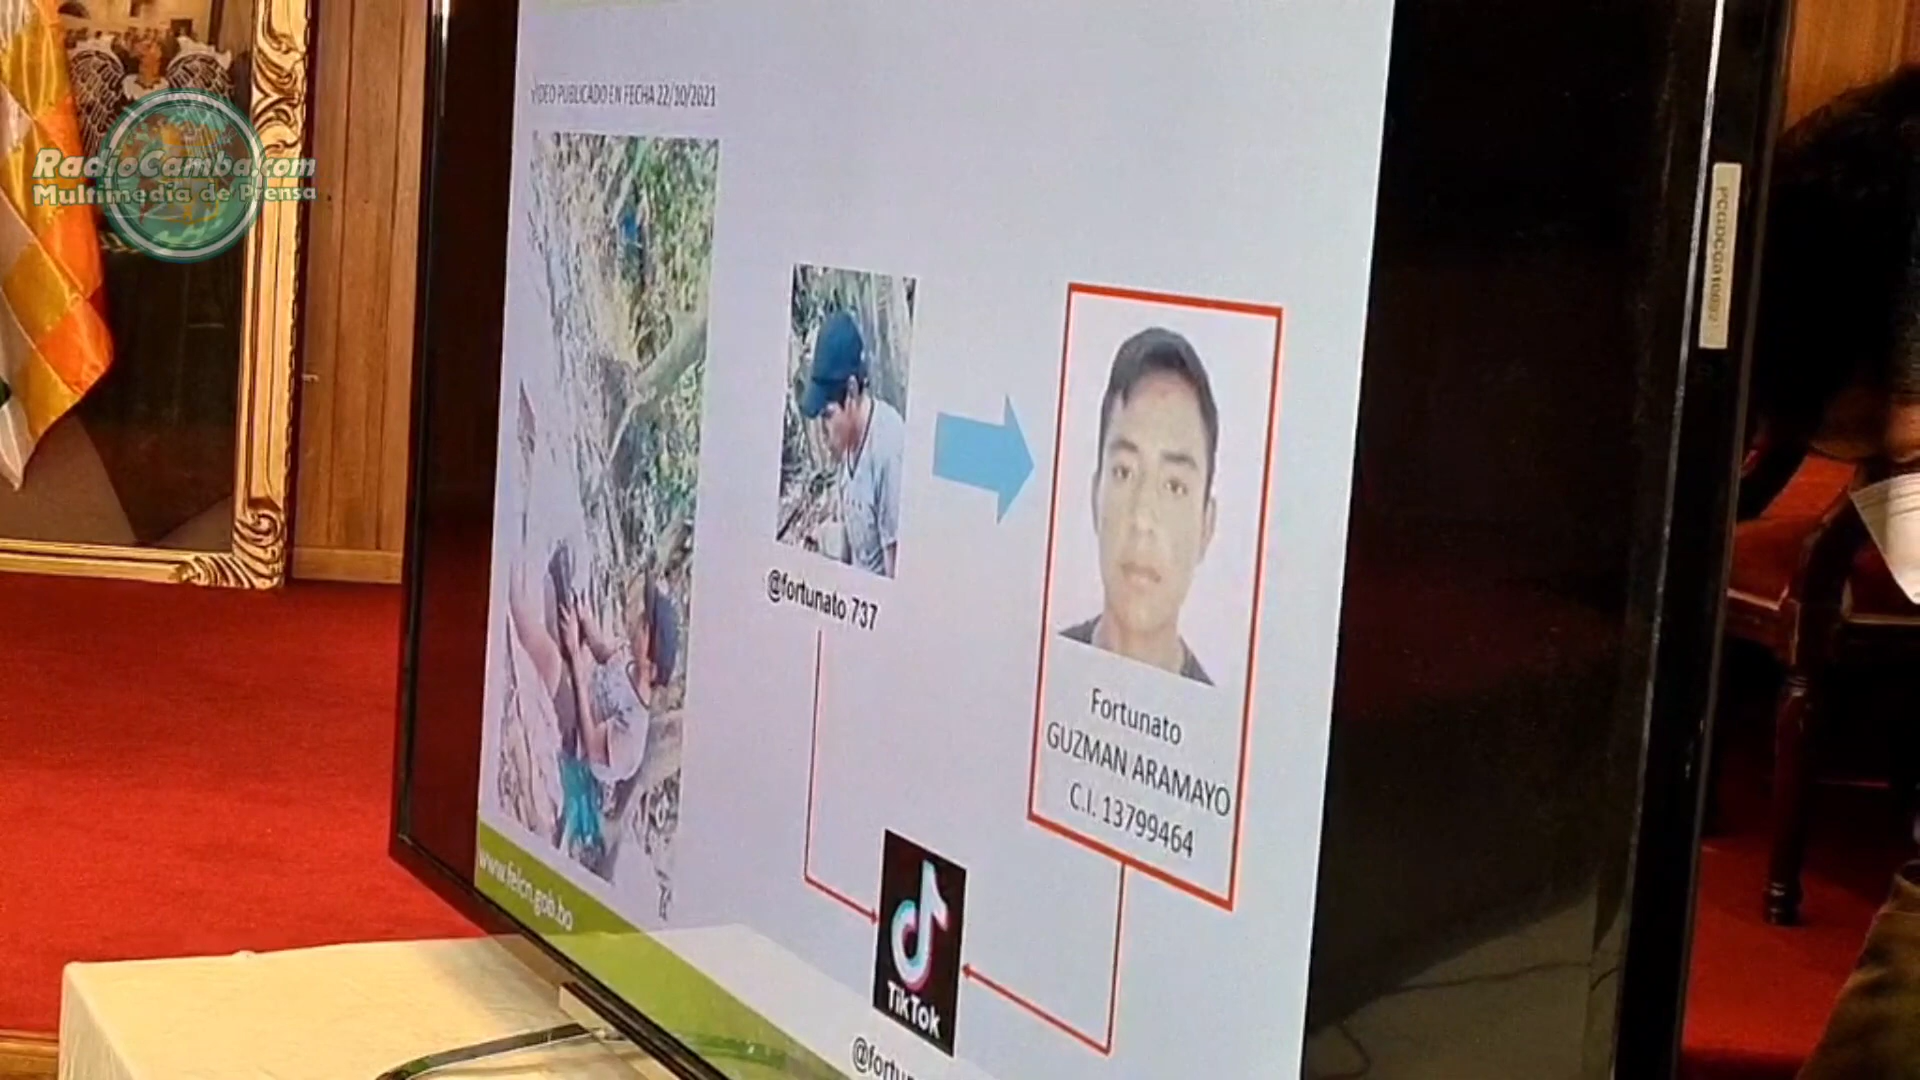 RadioCamba.com
Multimedia de Prensa
VIDEO PUBLICADO EN FECHA 22/10/2021
@fortunato 737
Fortunato
GUZMAN ARAMAYO
C.I. 13799464
TikTok
www.felcn.gob.bo